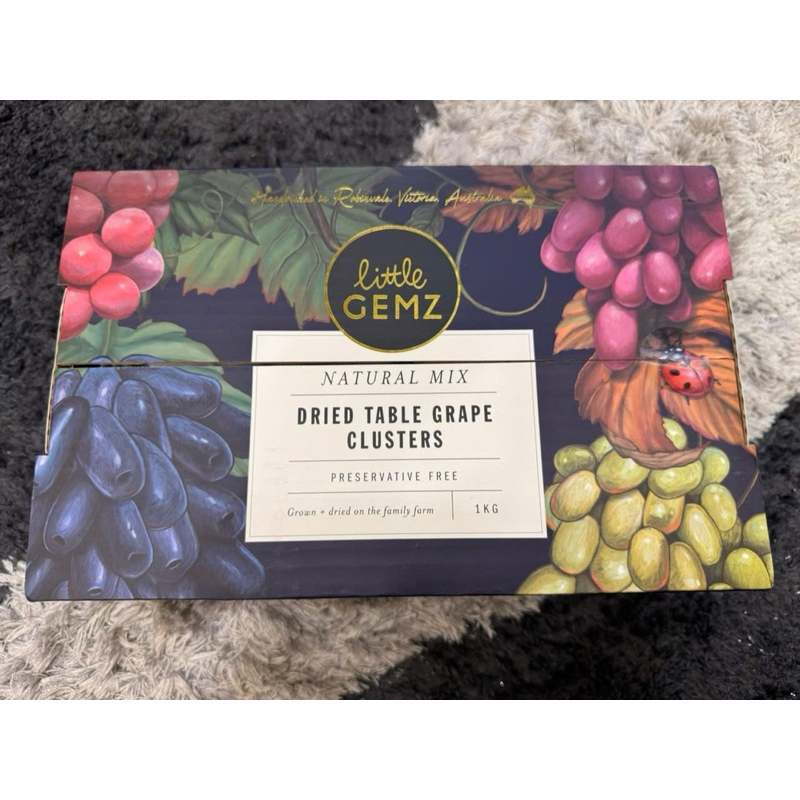 Handpicked in Robinvale, Victoria, Australia
little
GEMZ
NATURAL MIX
DRIED TABLE GRAPE
CLUSTERS
PRESERVATIVE FREE
Grown + dried on the family farm
1KG